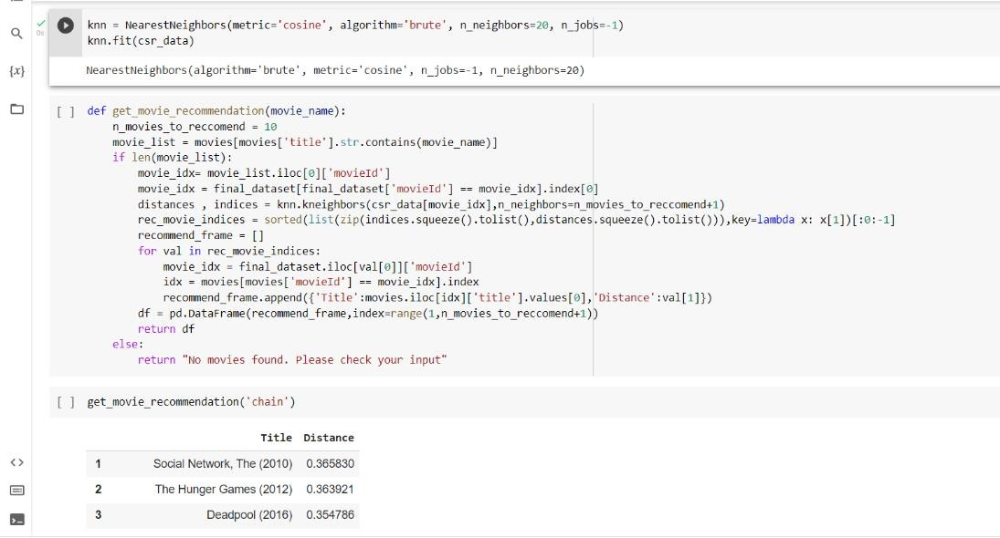 0s
knn = NearestNeighbors(metric='cosine', algorithm='brute', n_neighbors=20, n_jobs=-1)
knn.fit(csr_data)
{x}
NearestNeighbors(algorithm='brute', metric='cosine', n_jobs=-1, n_neighbors=20)
[ ] def get_movie_recommendation(movie_name):
n_movies_to_reccomend = 10
movie_list = movies[movies['title'].str.contains(movie_name)]
if len(movie_list):
movie_idx= movie_list.iloc[0]['movieId']
movie_idx = final_dataset[final_dataset['movieId'] == movie_idx].index[0]
distances , indices = knn.kneighbors(csr_data[movie_idx],n_neighbors=n_movies_to_reccomend+1)
rec_movie_indices = sorted(list(zip(indices.squeeze().tolist(),distances.squeeze().tolist())),key=lambda x: x[1])[:0:-1]
recommend_frame = []
for val in rec_movie_indices:
movie_idx = final_dataset.iloc[val[0]]['movieId']
idx = movies[movies['movieId'] == movie_idx].index
recommend_frame.append({'Title':movies.iloc[idx]['title'].values[0],'Distance':val[1]})
df = pd.DataFrame(recommend_frame,index=range(1,n_movies_to_reccomend+1))
return df
else:
return "No movies found. Please check your input"
[ ] get_movie_recommendation('chain')
Title Distance
1 Social Network, The (2010) 0.365830
2 The Hunger Games (2012) 0.363921
3 Deadpool (2016) 0.354786